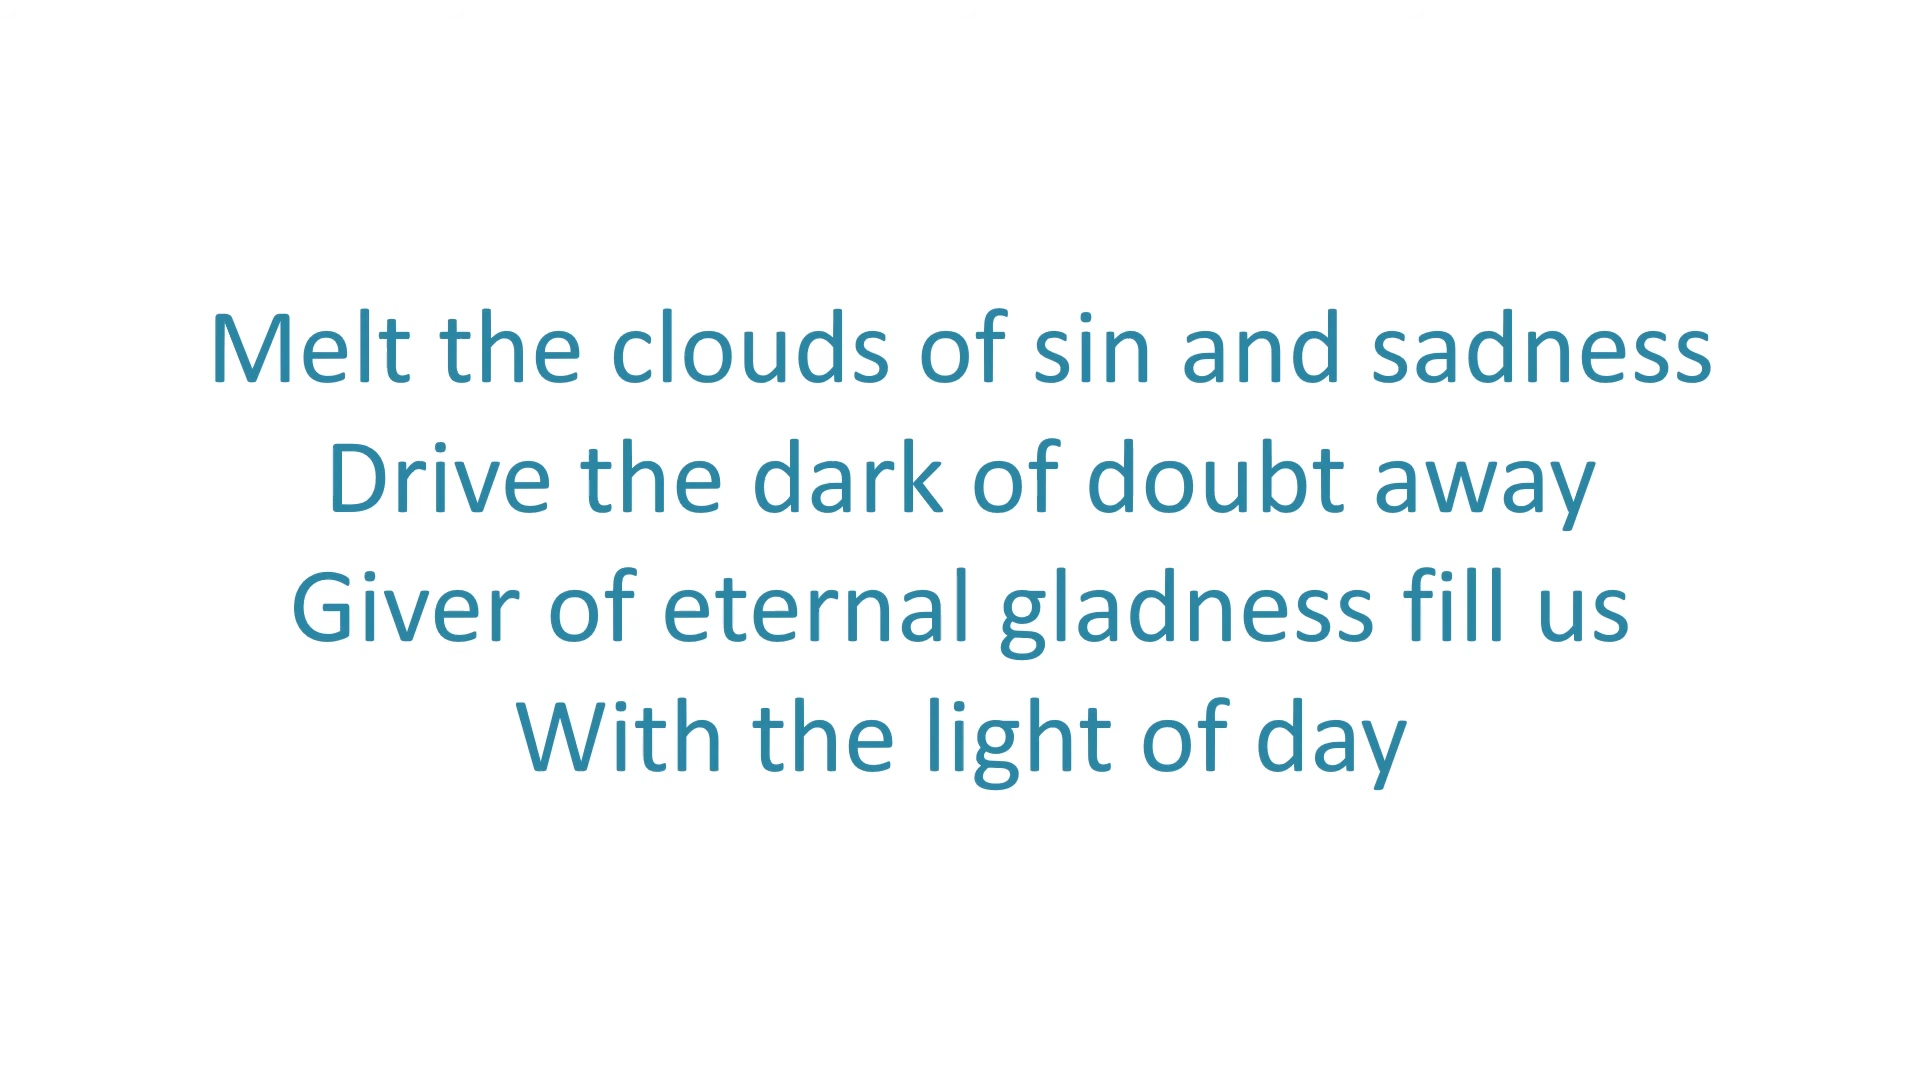 Melt the clouds of sin and sadness
Drive the dark of doubt away
Giver of eternal gladness fill us
With the light of day